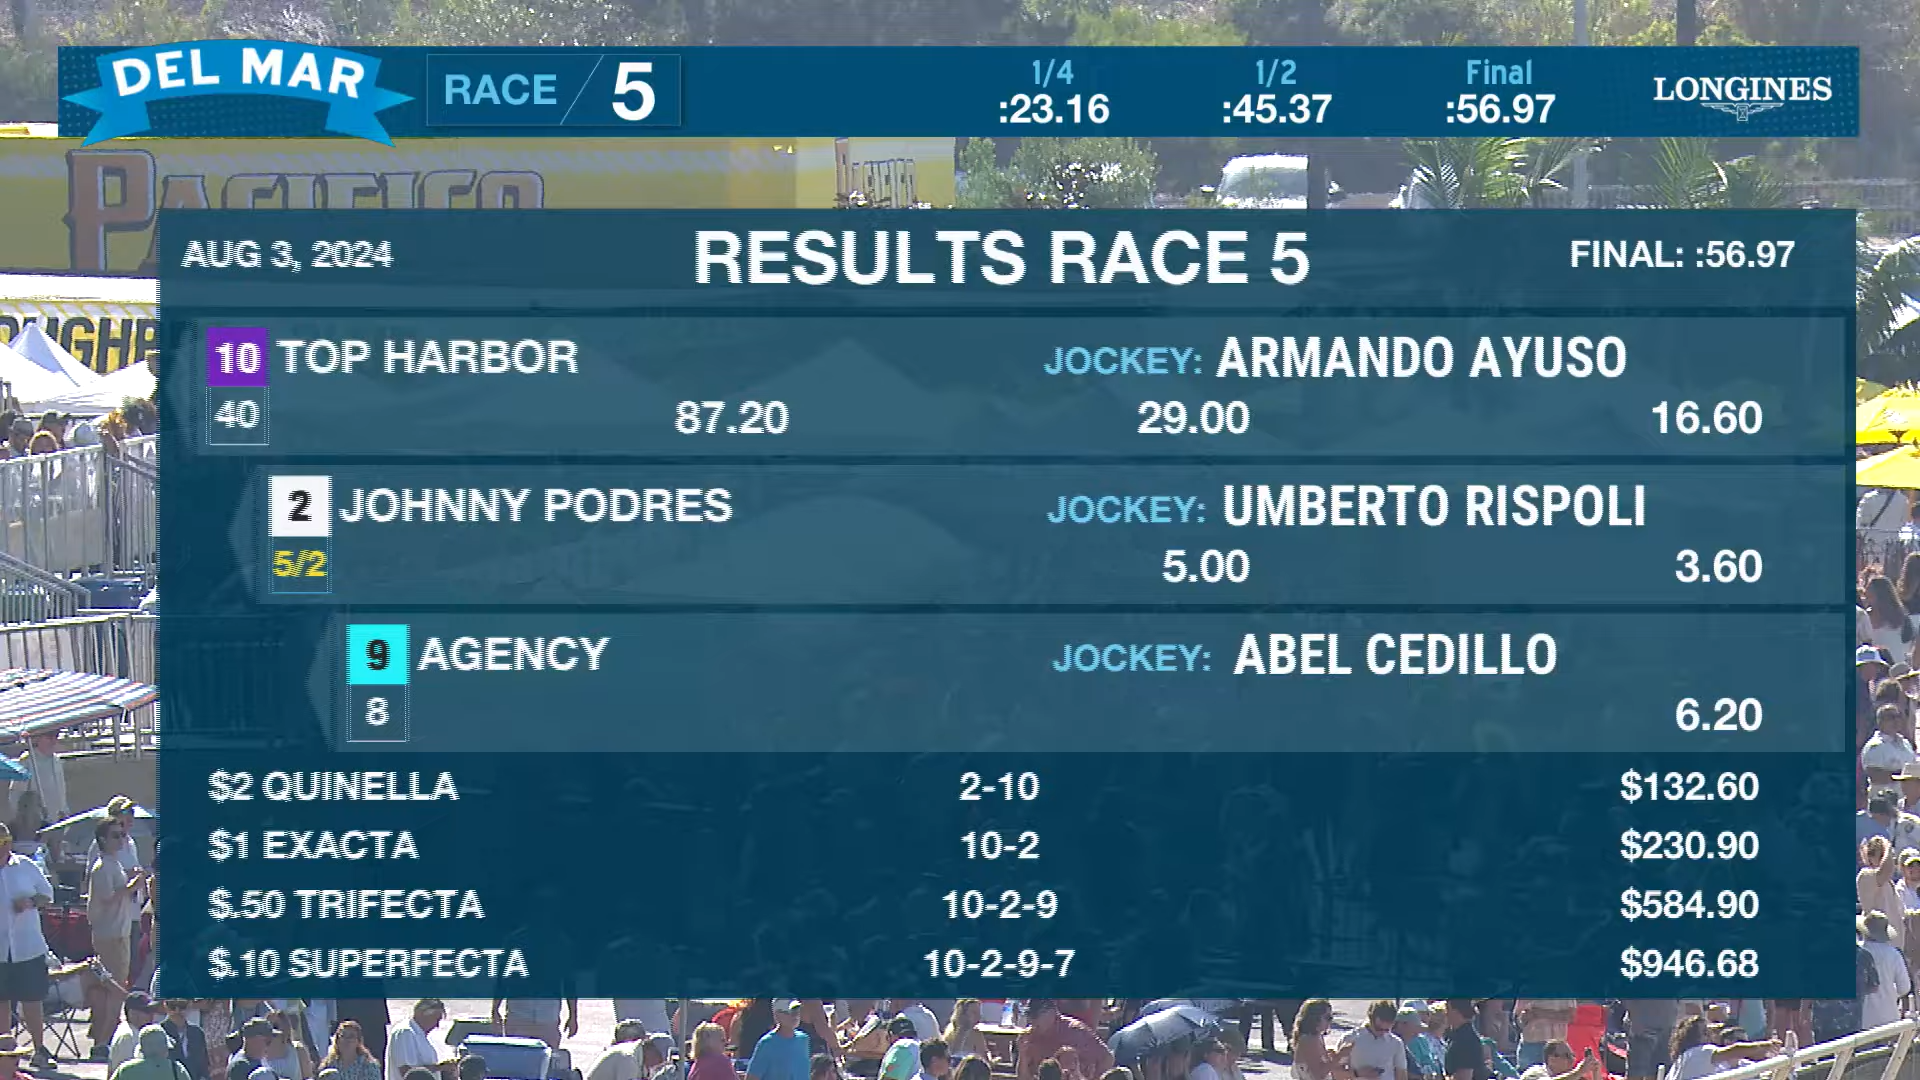 DEL MAR
RACE / 5
1/4 1/2 Final
:23.16 :45.37 :56.97
LONGINES
PACIFICO
PACIFICO
AUG 3, 2024 RESULTS RACE 5 FINAL: :56.97
10 TOP HARBOR JOCKEY: ARMANDO AYUSO
40 87.20 29.00 16.60
2 JOHNNY PODRES JOCKEY: UMBERTO RISPOLI
5/2 5.00 3.60
9 AGENCY JOCKEY: ABEL CEDILLO
8 6.20
$2 QUINELLA 2-10 $132.60
$1 EXACTA 10-2 $230.90
$.50 TRIFECTA 10-2-9 $584.90
$.10 SUPERFECTA 10-2-9-7 $946.68